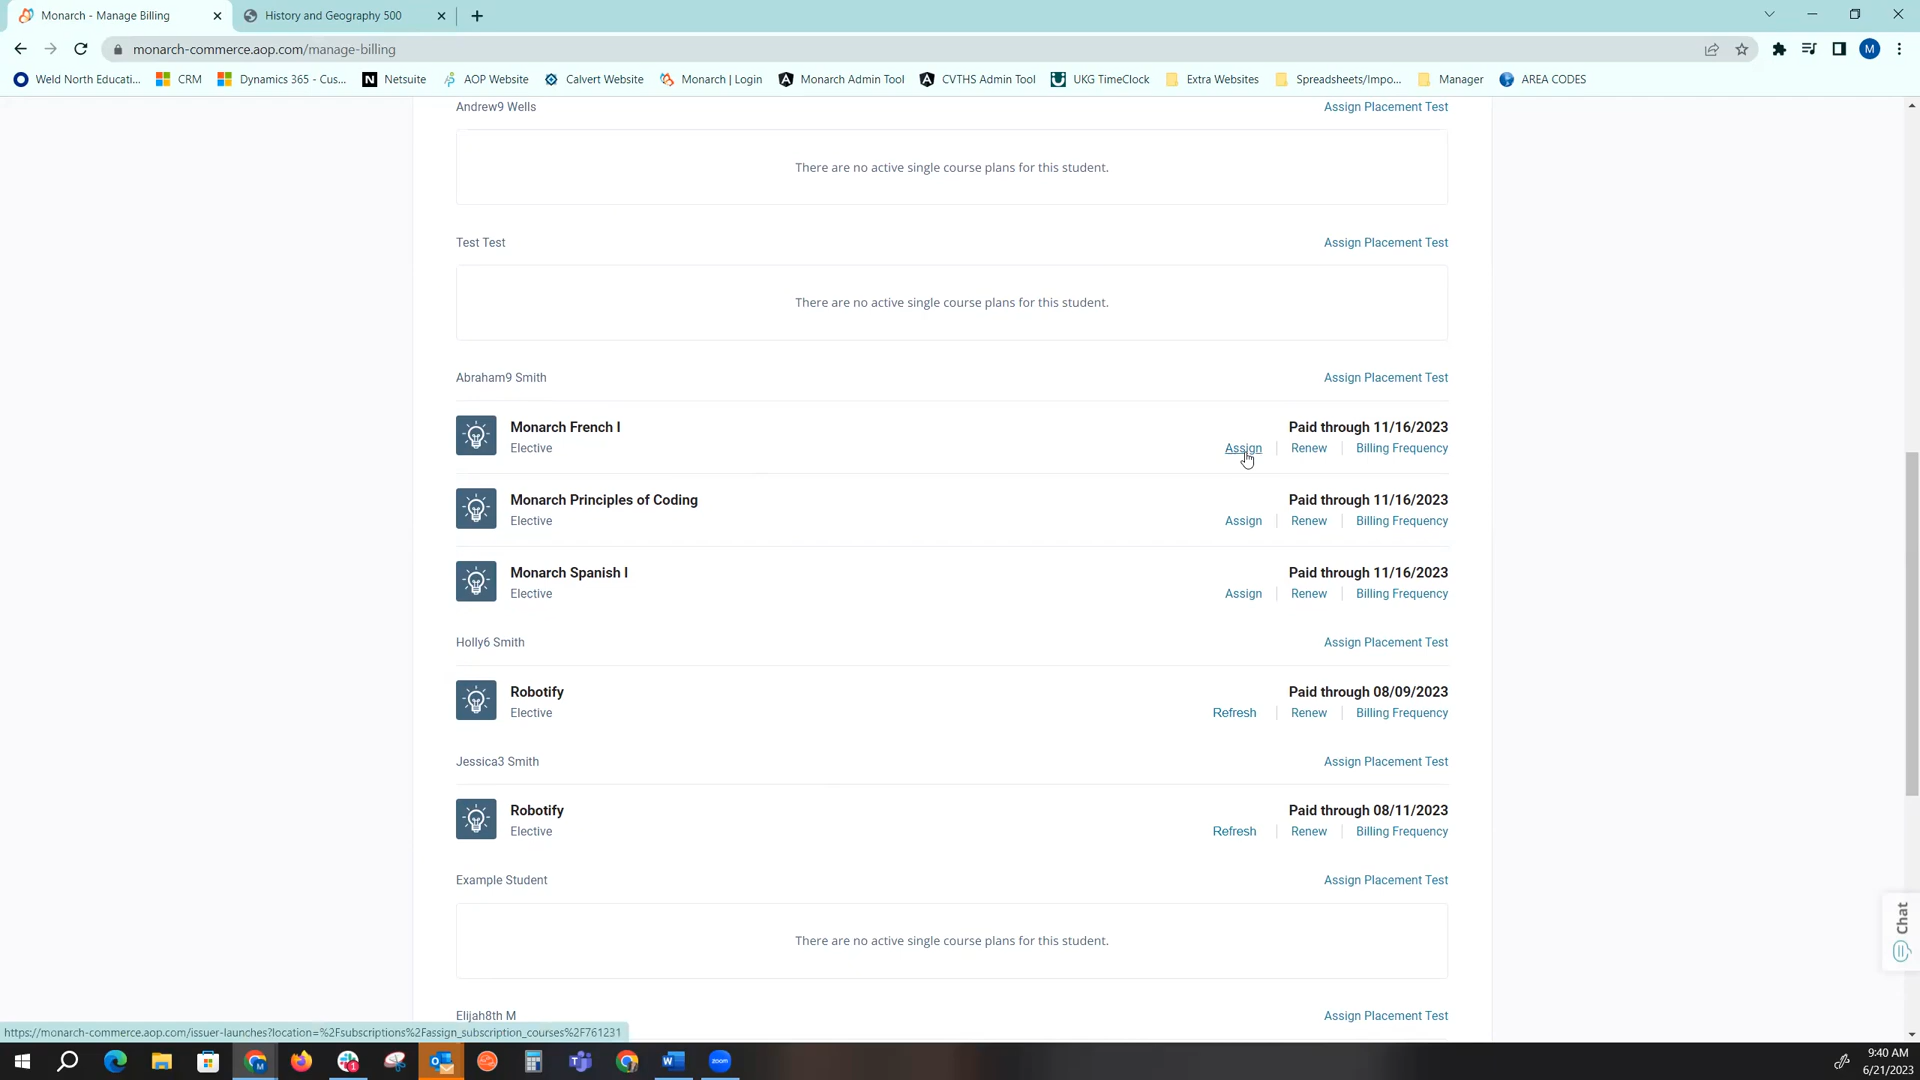 Monarch - Manage Billing
History and Geography 500
monarch-commerce.aop.com/manage-billing
M
Weld North Educati...
CRM
Dynamics 365 - Cus...
Netsuite
AOP Website
Calvert Website
Monarch | Login
Monarch Admin Tool
CVTHS Admin Tool
UKG TimeClock
Extra Websites
Spreadsheets/Impo...
Manager
AREA CODES
Andrew9 Wells
Assign Placement Test
There are no active single course plans for this student.
Test Test
Assign Placement Test
There are no active single course plans for this student.
Abraham9 Smith
Assign Placement Test
Monarch French I
Paid through 11/16/2023
Elective
Assign | Renew | Billing Frequency
Monarch Principles of Coding
Paid through 11/16/2023
Elective
Assign | Renew | Billing Frequency
Monarch Spanish I
Paid through 11/16/2023
Elective
Assign | Renew | Billing Frequency
Holly6 Smith
Assign Placement Test
Robotify
Paid through 08/09/2023
Elective
Refresh | Renew | Billing Frequency
Jessica3 Smith
Assign Placement Test
Robotify
Paid through 08/11/2023
Elective
Refresh | Renew | Billing Frequency
Example Student
Assign Placement Test
There are no active single course plans for this student.
Chat
Elijah8th M
Assign Placement Test
https://monarch-commerce.aop.com/issuer-launches?location=%2Fsubscriptions%2Fassign_subscription_courses%2F761231
zoom
9:40 AM
6/21/2023